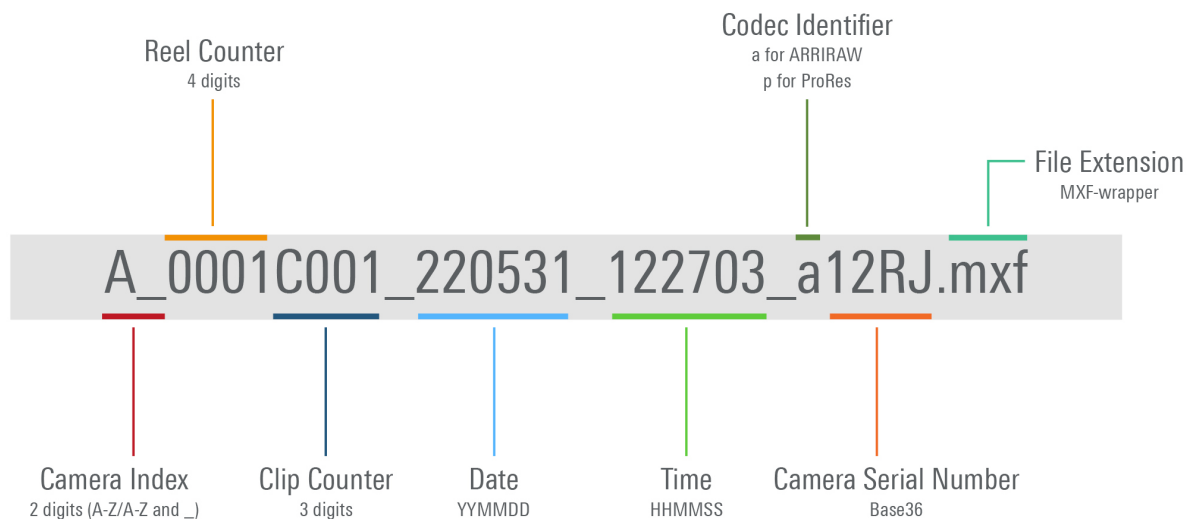 Codec Identifier
a for ARRIRAW
p for ProRes
Reel Counter
4 digits
File Extension
MXF-wrapper
A_0001C001_220531_122703_a12RJ.mxf
Camera Index
2 digits (A-Z/A-Z and _)
Clip Counter
3 digits
Date
YYMMDD
Time
HHMMSS
Camera Serial Number
Base36